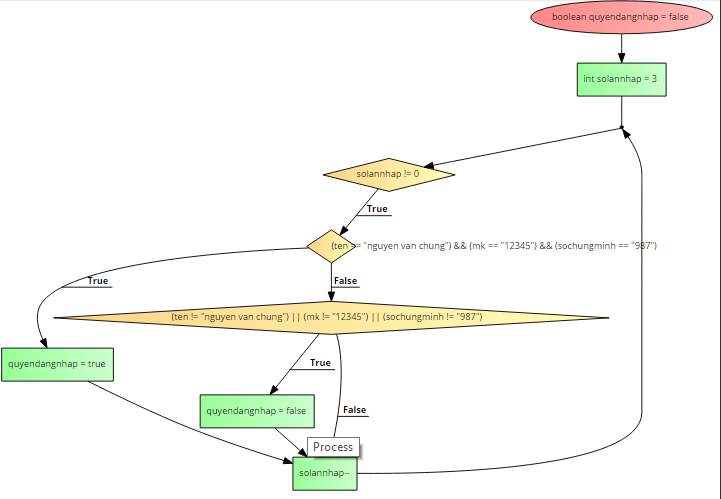 boolean quyendangnhap = false
int solannhap = 3
solannhap != 0
True
(ten == "nguyen van chung") && (mk == "12345") && (sochungminh == "987")
True
False
(ten != "nguyen van chung") || (mk != "12345") || (sochungminh != "987")
True
quyendangnhap = true
False
quyendangnhap = false
Process
solannhap--